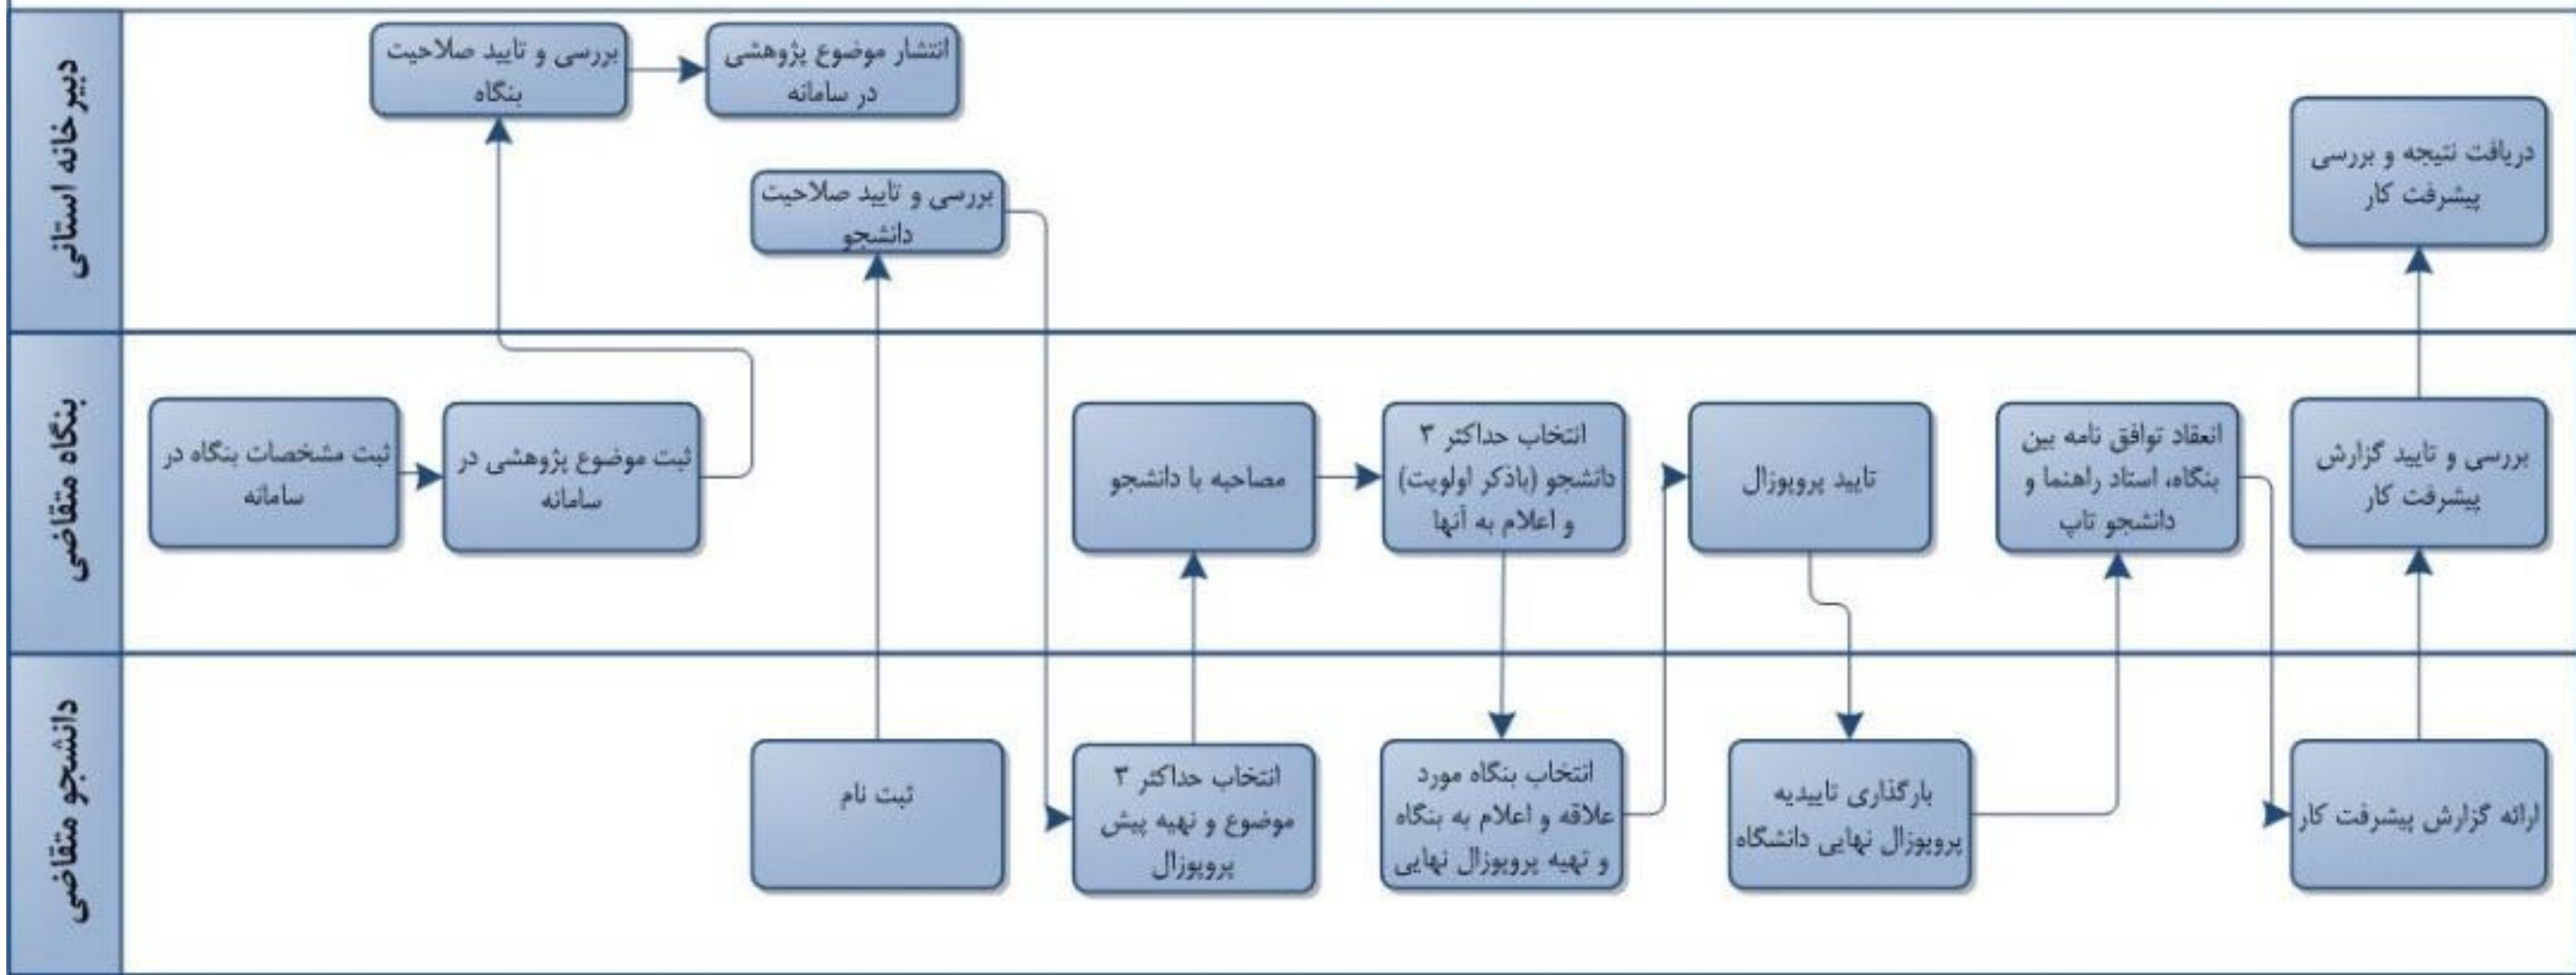 دبیرخانه استانی
بررسی و تایید صلاحیت
بنگاه
انتشار موضوع پژوهشی
در سامانه
بررسی و تایید صلاحیت
دانشجو
دریافت نتیجه و بررسی
پیشرفت کار
بنگاه متقاضی
ثبت مشخصات بنگاه در
سامانه
ثبت موضوع پژوهشی در
سامانه
مصاحبه با دانشجو
انتخاب حداکثر ۳
دانشجو (باذکر اولویت)
و اعلام به آنها
تایید پروپوزال
انعقاد توافق نامه بین
بنگاه، استاد راهنما و
دانشجو تاپ
بررسی و تایید گزارش
پیشرفت کار
دانشجو متقاضی
ثبت نام
انتخاب حداکثر ۳
موضوع و تهیه پیش
پروپوزال
انتخاب بنگاه مورد
علاقه و اعلام به بنگاه
و تهیه پروپوزال نهایی
بارگذاری تاییدیه
پروپوزال نهایی دانشگاه
ارائه گزارش پیشرفت کار